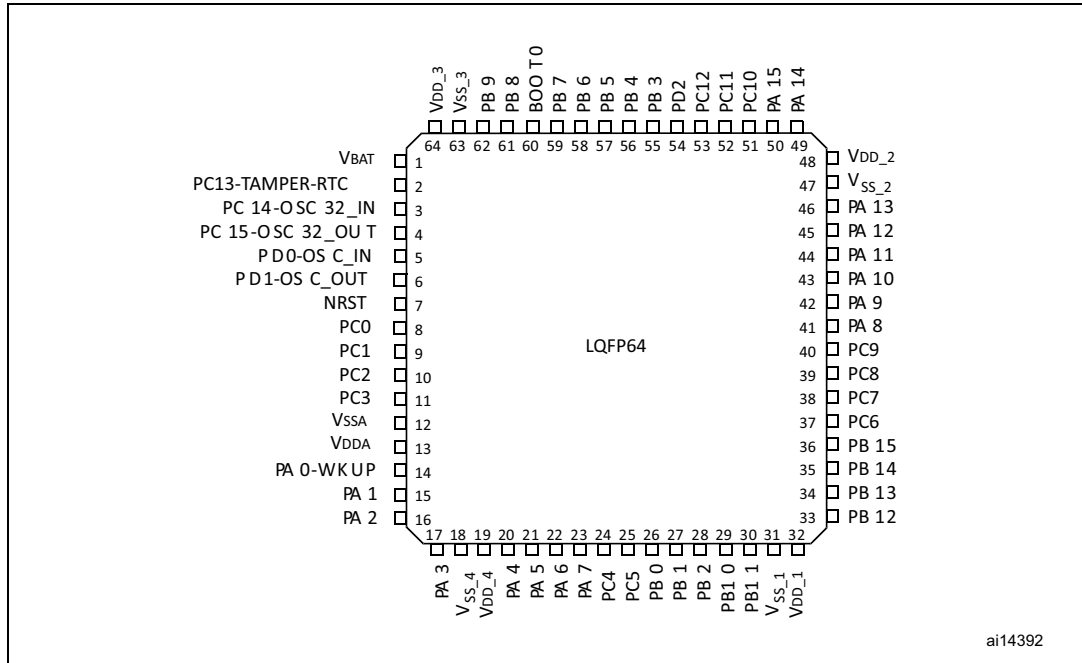 VDD_3
VSS_3
PB 9
PB 8
BOO T0
PB 7
PB 6
PB 5
PB 4
PB 3
PD2
PC12
PC11
PC10
PA 15
PA 14
64 63 62 61 60 59 58 57 56 55 54 53 52 51 50 49
VBAT 1
PC13-TAMPER-RTC 2
PC 14-O SC 32_IN 3
PC 15-O SC 32_OU T 4
P D0-OS C_IN 5
P D1-OS C_OUT 6
NRST 7
PC0 8
PC1 9
PC2 10
PC3 11
VSSA 12
VDDA 13
PA 0-WK UP 14
PA 1 15
PA 2 16
LQFP64
48 VDD_2
47 VSS_2
46 PA 13
45 PA 12
44 PA 11
43 PA 10
42 PA 9
41 PA 8
40 PC9
39 PC8
38 PC7
37 PC6
36 PB 15
35 PB 14
34 PB 13
33 PB 12
17 18 19 20 21 22 23 24 25 26 27 28 29 30 31 32
PA 3
VSS_4
VDD_4
PA 4
PA 5
PA 6
PA 7
PC4
PC5
PB 0
PB 1
PB 2
PB1 0
PB1 1
VSS_1
VDD_1
ai14392